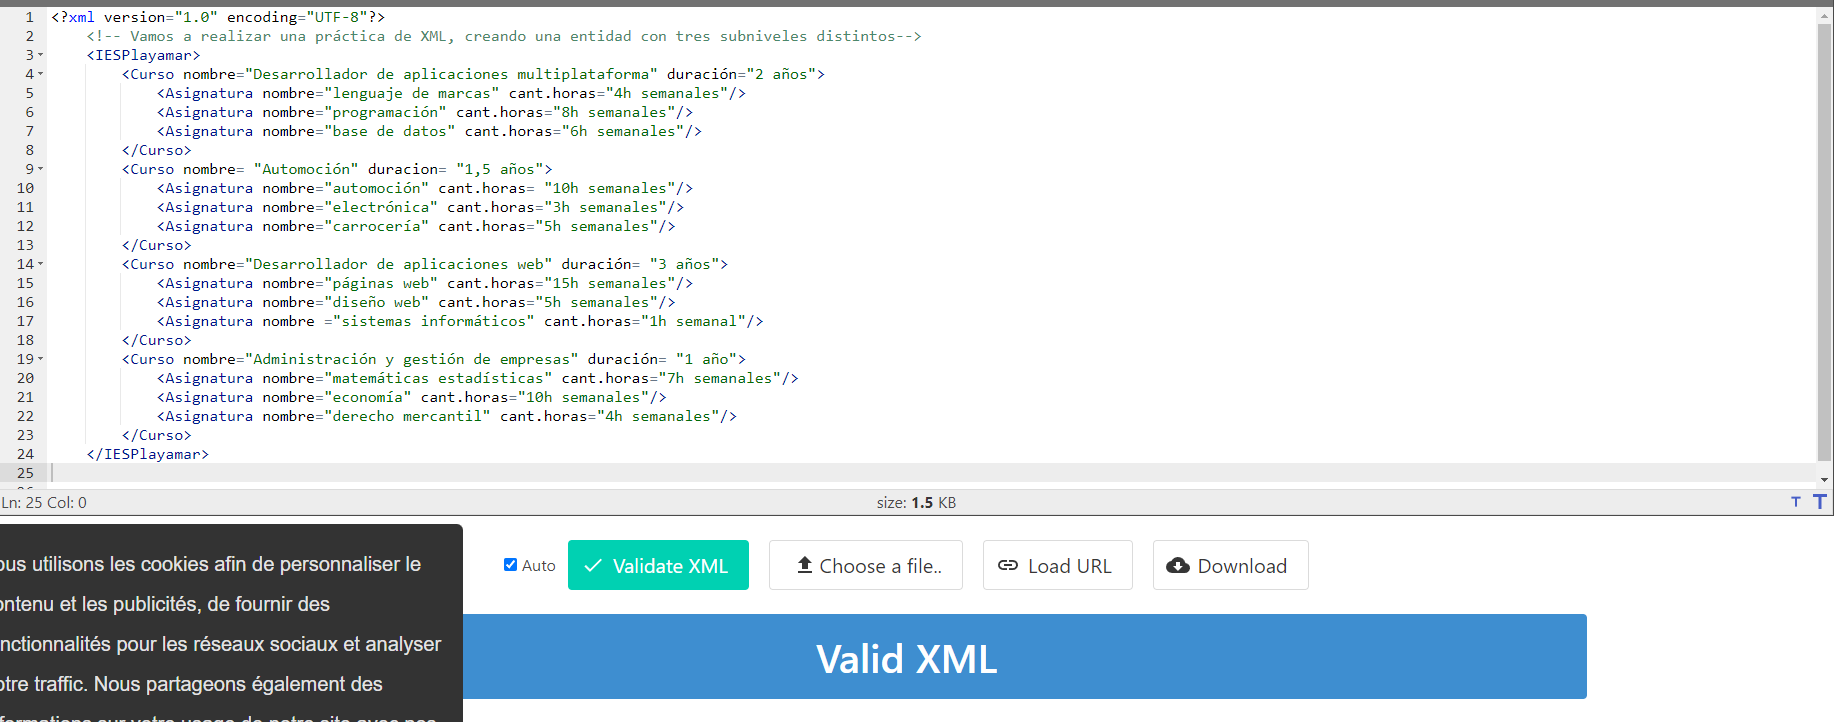 1 <?xml version="1.0" encoding="UTF-8"?>
2 <!-- Vamos a realizar una práctica de XML, creando una entidad con tres subniveles distintos-->
3 <IESPlayamar>
4 <Curso nombre="Desarrollador de aplicaciones multiplataforma" duración="2 años">
5 <Asignatura nombre="lenguaje de marcas" cant.horas="4h semanales"/>
6 <Asignatura nombre="programación" cant.horas="8h semanales"/>
7 <Asignatura nombre="base de datos" cant.horas="6h semanales"/>
8 </Curso>
9 <Curso nombre= "Automoción" duracion= "1,5 años">
10 <Asignatura nombre="automoción" cant.horas= "10h semanales"/>
11 <Asignatura nombre="electrónica" cant.horas="3h semanales"/>
12 <Asignatura nombre="carrocería" cant.horas="5h semanales"/>
13 </Curso>
14 <Curso nombre="Desarrollador de aplicaciones web" duración= "3 años">
15 <Asignatura nombre="páginas web" cant.horas="15h semanales"/>
16 <Asignatura nombre="diseño web" cant.horas="5h semanales"/>
17 <Asignatura nombre ="sistemas informáticos" cant.horas="1h semanal"/>
18 </Curso>
19 <Curso nombre="Administración y gestión de empresas" duración= "1 año">
20 <Asignatura nombre="matemáticas estadísticas" cant.horas="7h semanales"/>
21 <Asignatura nombre="economía" cant.horas="10h semanales"/>
22 <Asignatura nombre="derecho mercantil" cant.horas="4h semanales"/>
23 </Curso>
24 </IESPlayamar>
25
Ln: 25 Col: 0 size: 1.5 KB T T
Auto Validate XML Choose a file.. Load URL Download
ous utilisons les cookies afin de personnaliser le
ontenu et les publicités, de fournir des
nctionnalités pour les réseaux sociaux et analyser
otre traffic. Nous partageons également des
Valid XML